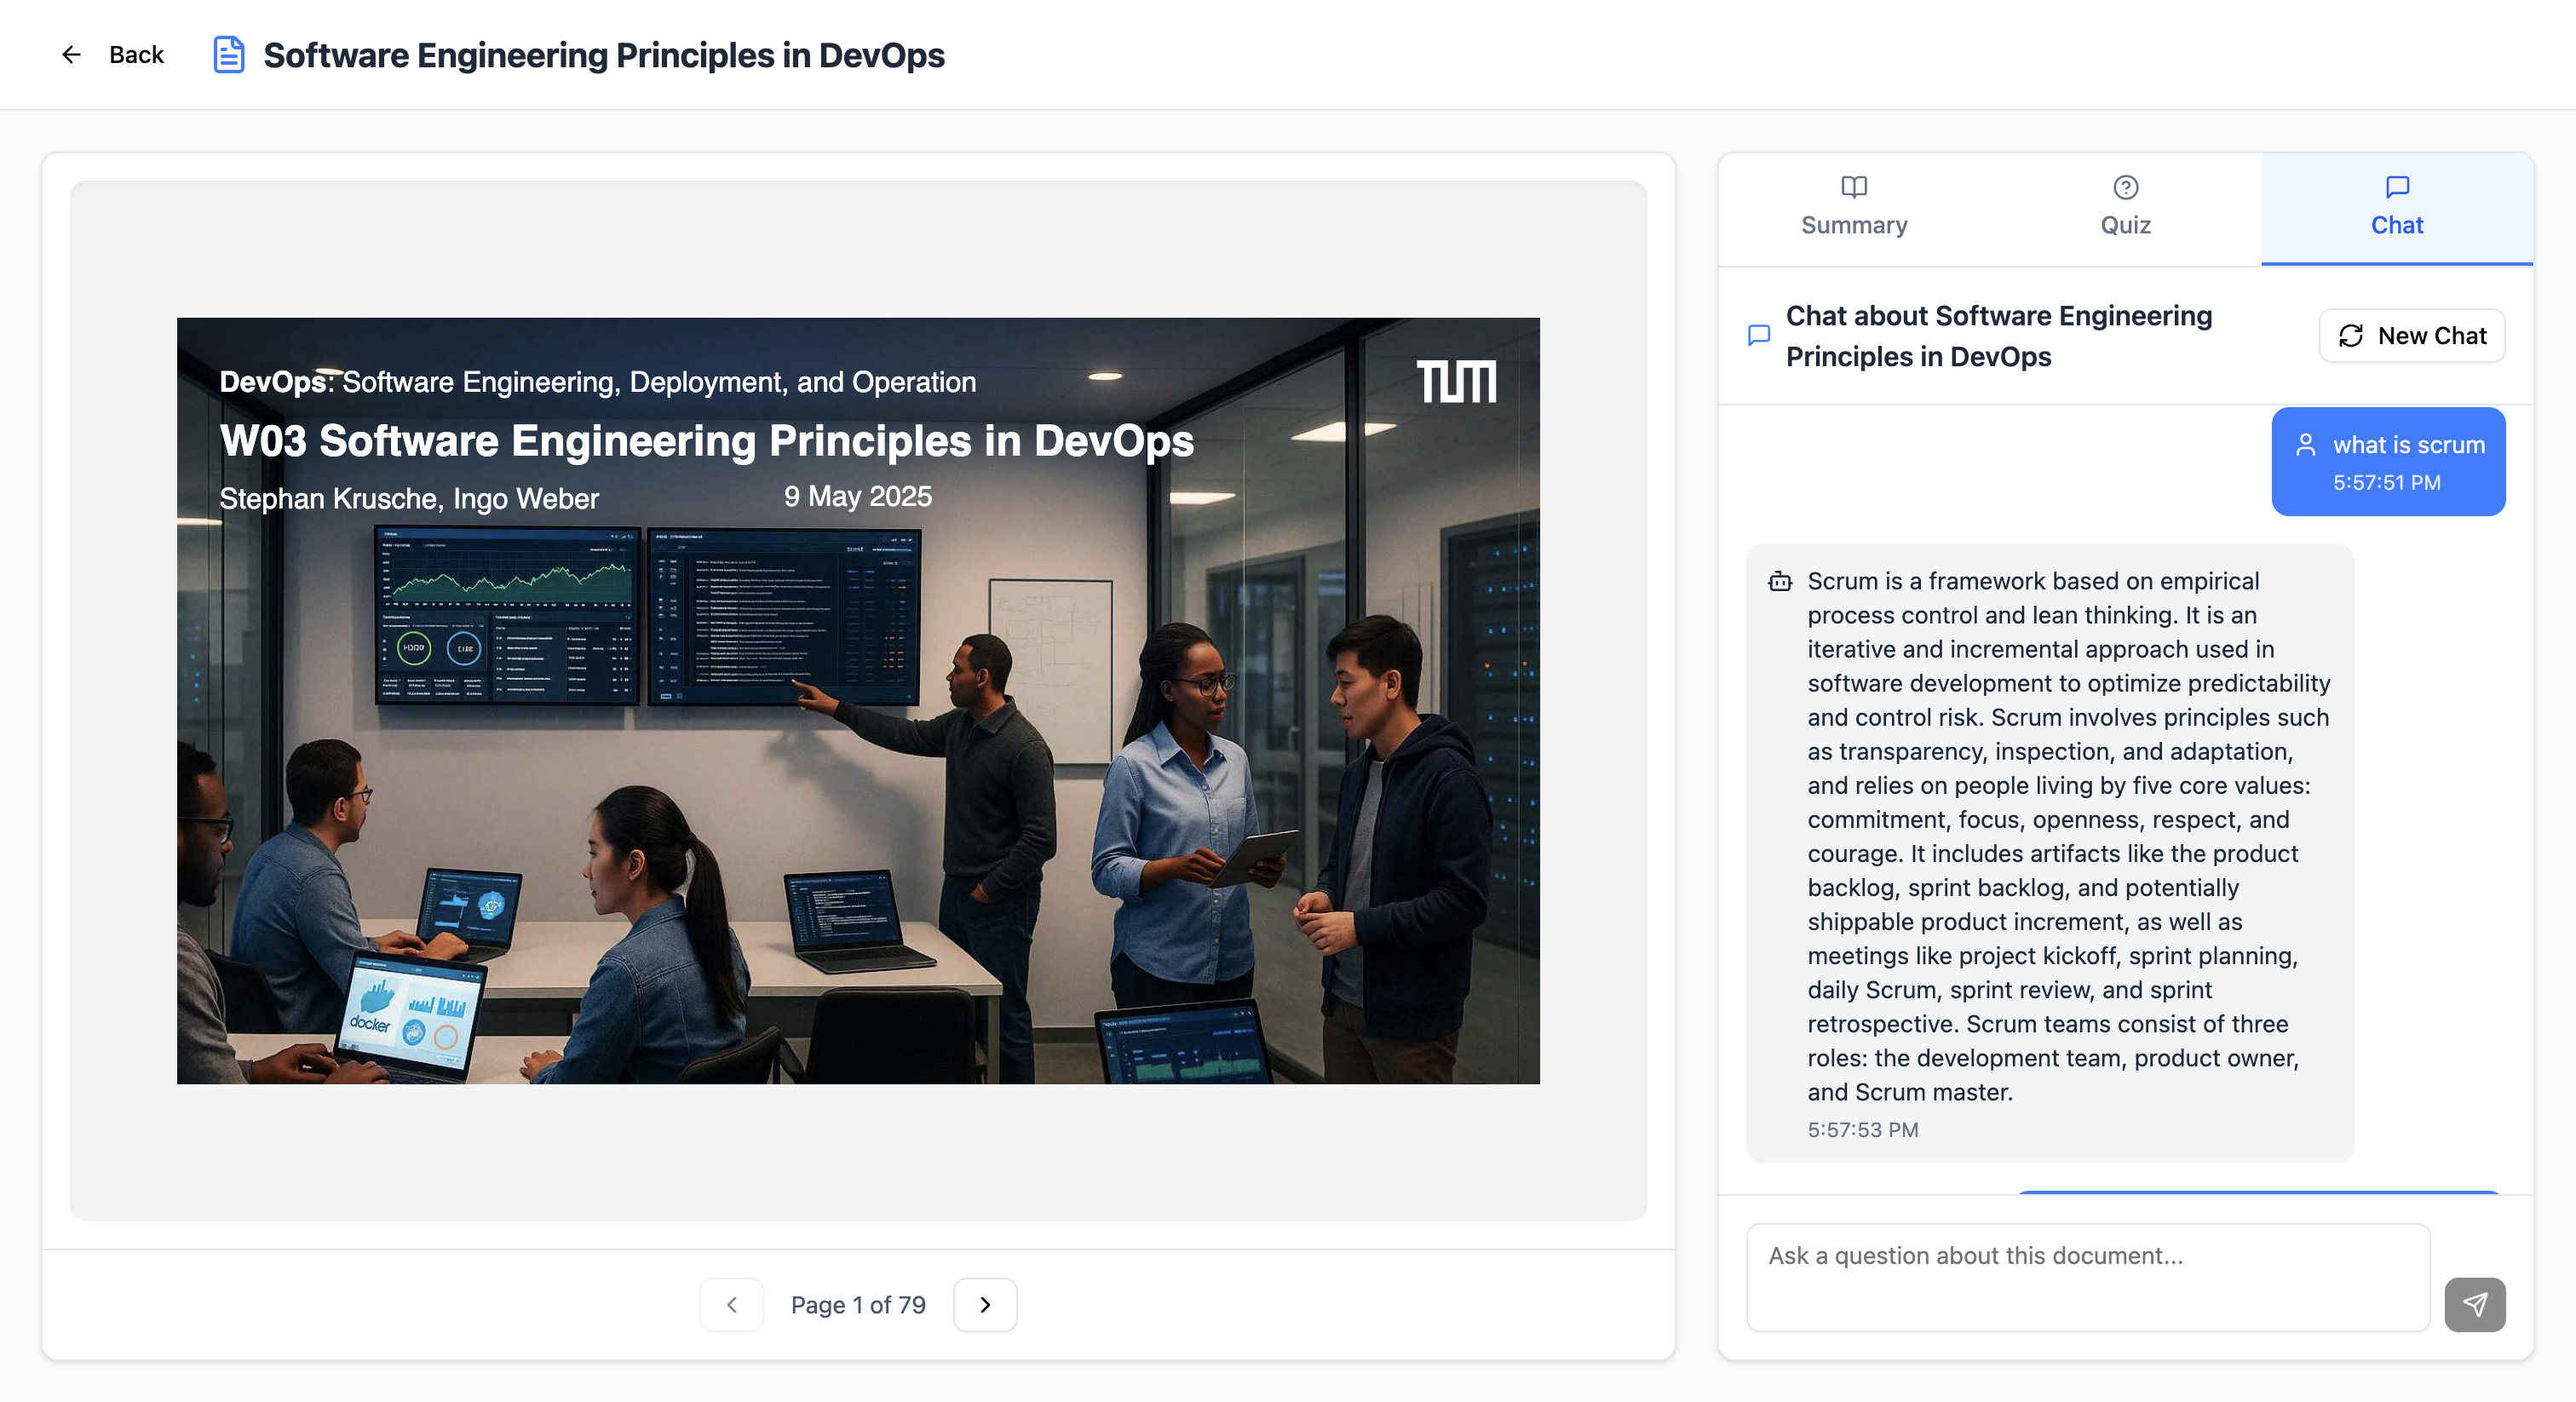 Back
Software Engineering Principles in DevOps
DevOps: Software Engineering, Deployment, and Operation
TUM
W03 Software Engineering Principles in DevOps
Stephan Krusche, Ingo Weber
9 May 2025
docker
Page 1 of 79
Summary
Quiz
Chat
Chat about Software Engineering
Principles in DevOps
New Chat
what is scrum
5:57:51 PM
Scrum is a framework based on empirical
process control and lean thinking. It is an
iterative and incremental approach used in
software development to optimize predictability
and control risk. Scrum involves principles such
as transparency, inspection, and adaptation,
and relies on people living by five core values:
commitment, focus, openness, respect, and
courage. It includes artifacts like the product
backlog, sprint backlog, and potentially
shippable product increment, as well as
meetings like project kickoff, sprint planning,
daily Scrum, sprint review, and sprint
retrospective. Scrum teams consist of three
roles: the development team, product owner,
and Scrum master.
5:57:53 PM
Ask a question about this document...